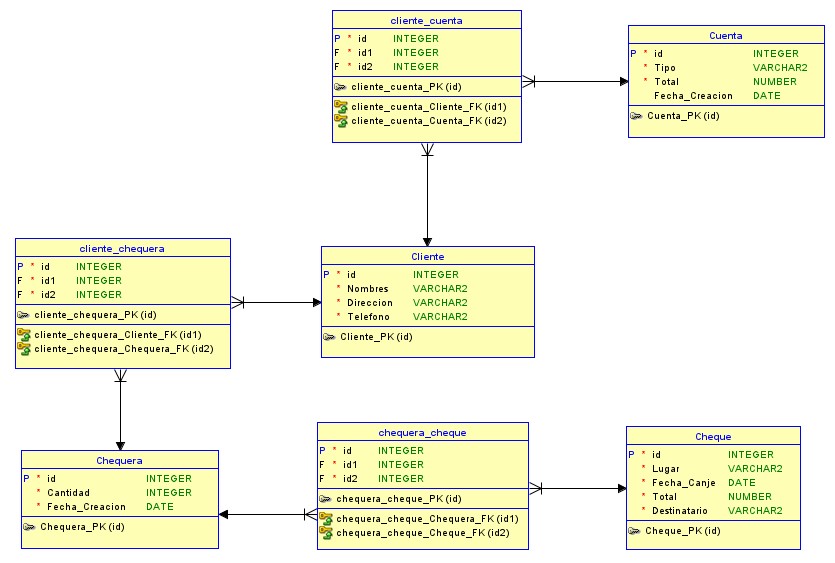 cliente_cuenta
P * id INTEGER
F * id1 INTEGER
F * id2 INTEGER
cliente_cuenta_PK (id)
cliente_cuenta_Cliente_FK (id1)
cliente_cuenta_Cuenta_FK (id2)
Cuenta
P * id INTEGER
* Tipo VARCHAR2
* Total NUMBER
Fecha_Creacion DATE
Cuenta_PK (id)
cliente_chequera
P * id INTEGER
F * id1 INTEGER
F * id2 INTEGER
cliente_chequera_PK (id)
cliente_chequera_Cliente_FK (id1)
cliente_chequera_Chequera_FK (id2)
Cliente
P * id INTEGER
* Nombres VARCHAR2
* Direccion VARCHAR2
* Telefono VARCHAR2
Cliente_PK (id)
Chequera
P * id INTEGER
* Cantidad INTEGER
* Fecha_Creacion DATE
Chequera_PK (id)
chequera_cheque
P * id INTEGER
F * id1 INTEGER
F * id2 INTEGER
chequera_cheque_PK (id)
chequera_cheque_Chequera_FK (id1)
chequera_cheque_Cheque_FK (id2)
Cheque
P * id INTEGER
* Lugar VARCHAR2
* Fecha_Canje DATE
* Total NUMBER
* Destinatario VARCHAR2
Cheque_PK (id)